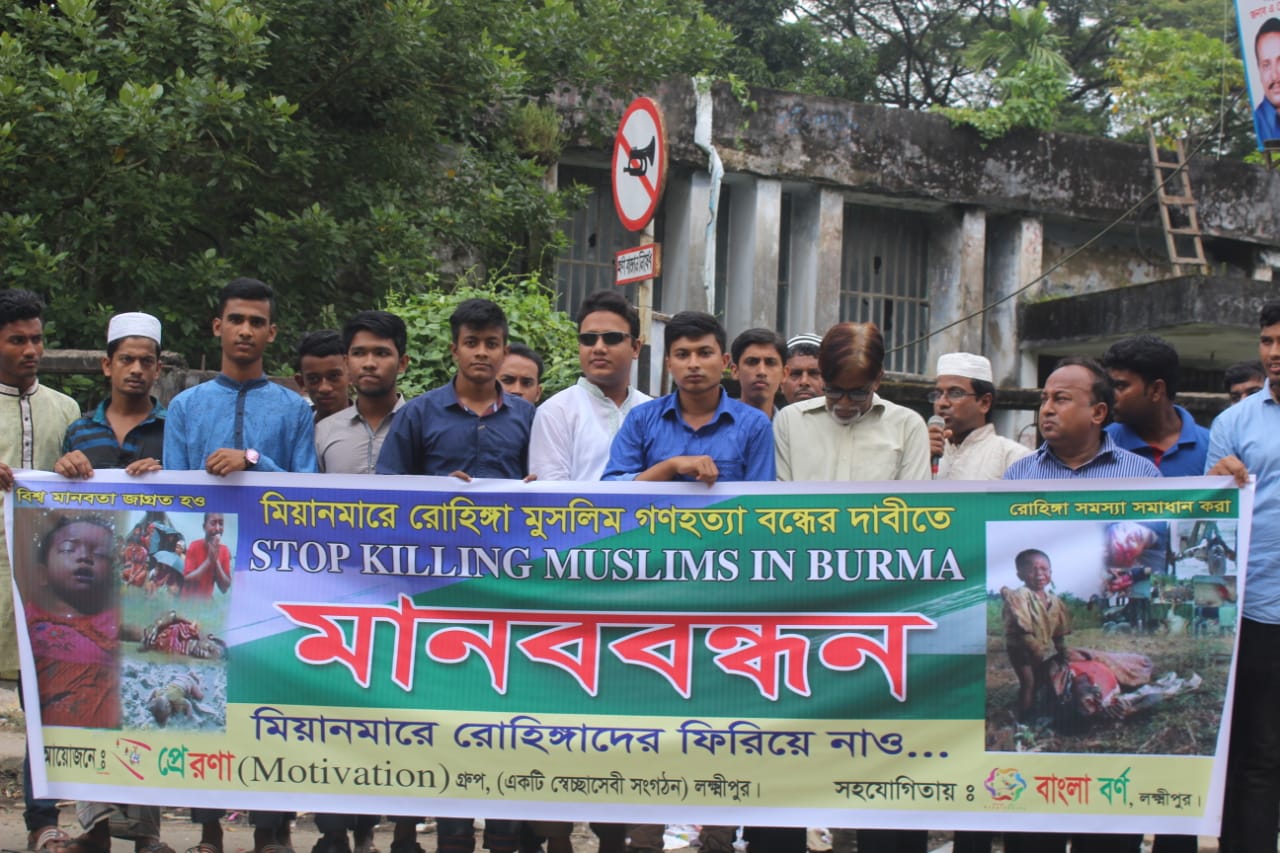 হর্ণ বাজানো নিষেধ
বিশ্ব মানবতা জাগ্রত হও
মিয়ানমারে রোহিঙ্গা মুসলিম গণহত্যা বন্ধের দাবীতে
রোহিঙ্গা সমস্যা সমাধান করা
STOP KILLING MUSLIMS IN BURMA
মানববন্ধন
মিয়ানমারে রোহিঙ্গাদের ফিরিয়ে নাও...
আয়োজনে ঃ প্রেরণা (Motivation) গ্রুপ, (একটি স্বেচ্ছাসেবী সংগঠন) লক্ষ্মীপুর।
সহযোগিতায় ঃ বাংলা বর্ণ, লক্ষ্মীপুর।